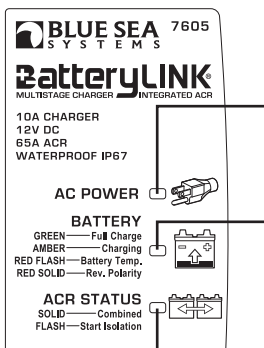 BLUE SEA 7605
SYSTEMS
BatteryLINK®
MULTISTAGE CHARGER INTEGRATED ACR
10A CHARGER
12V DC
65A ACR
WATERPROOF IP67
AC POWER
BATTERY
GREEN — Full Charge
AMBER — Charging
RED FLASH — Battery Temp.
RED SOLID — Rev. Polarity
- +
ACR STATUS
SOLID — Combined
FLASH — Start Isolation